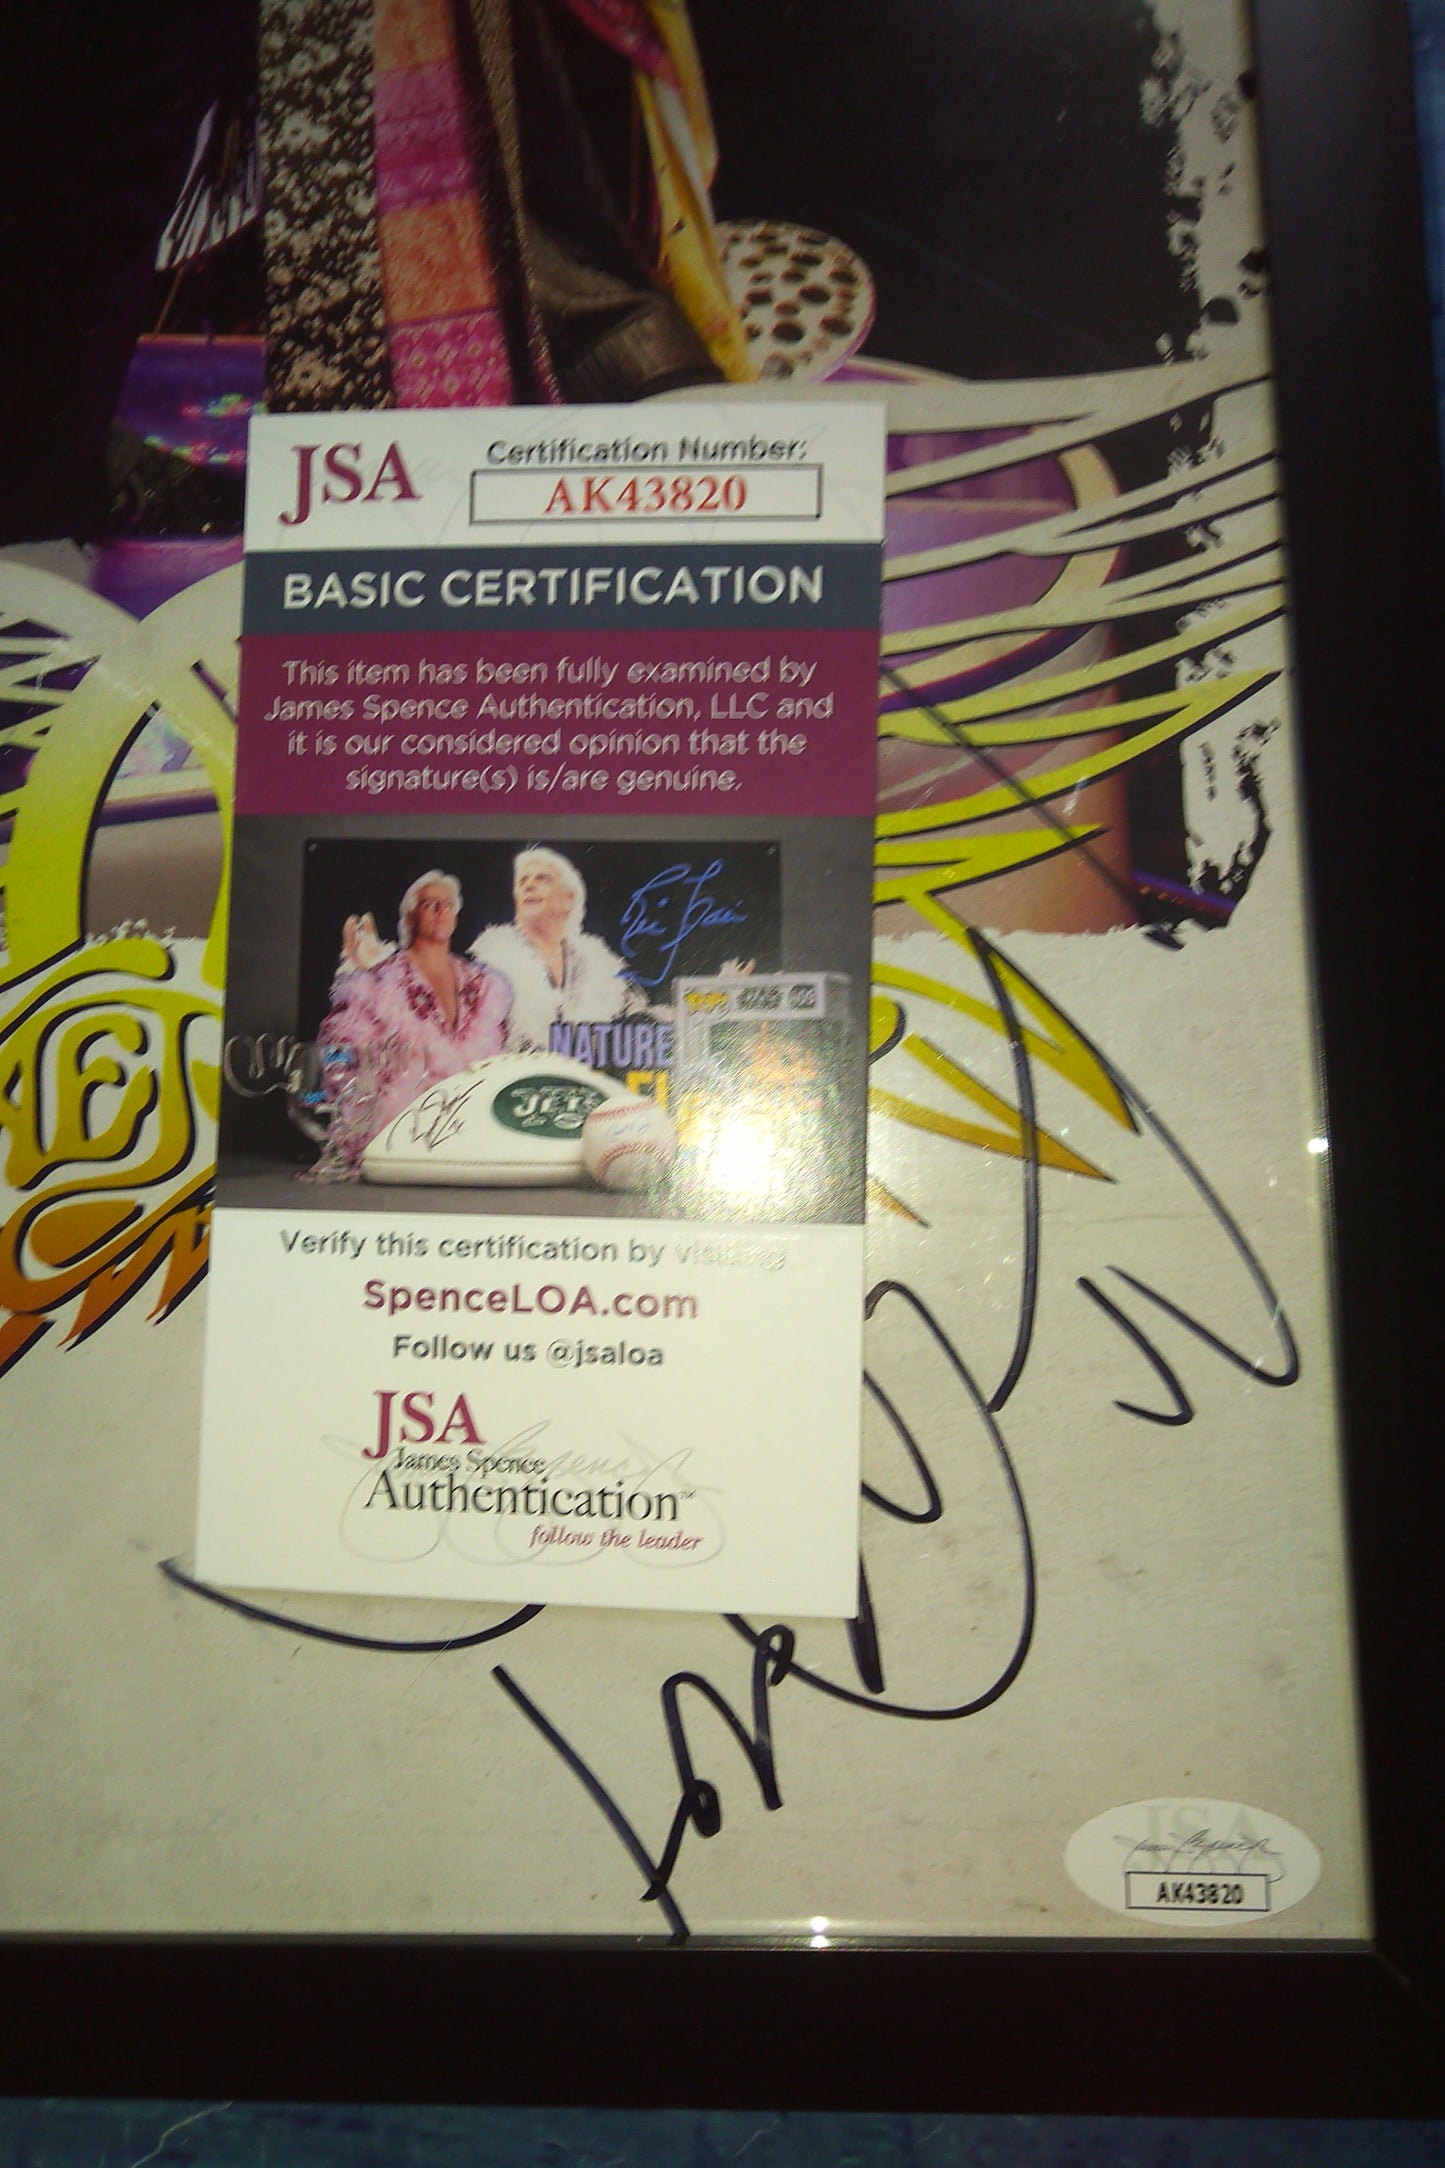 JSA
Certification Number:
AK43820
BASIC CERTIFICATION
This item has been fully examined by
James Spence Authentication, LLC and
it is our considered opinion that the
signature(s) is/are genuine.
NATURE
JETS
Verify this certification by visiting
SpenceLOA.com
Follow us @jsaloa
JSA
James Spence
Authentication™
follow the leader
JSA
AK43820